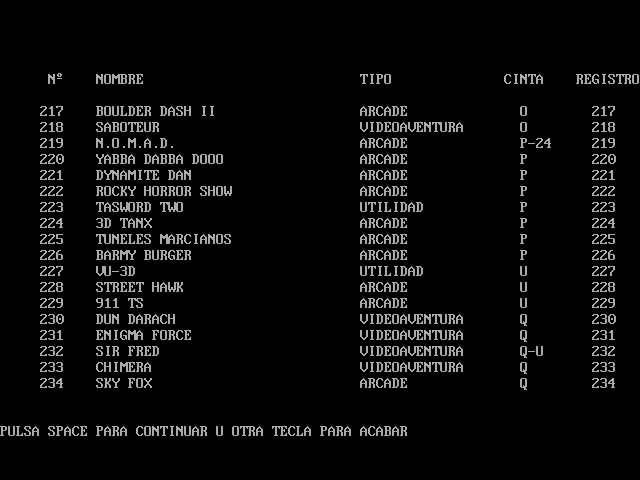 Nº NOMBRE TIPO CINTA REGISTRO
217 BOULDER DASH II ARCADE O 217
218 SABOTEUR VIDEOAVENTURA O 218
219 N.O.M.A.D. ARCADE P-24 219
220 YABBA DABBA DOOO ARCADE P 220
221 DYNAMITE DAN ARCADE P 221
222 ROCKY HORROR SHOW ARCADE P 222
223 TASWORD TWO UTILIDAD P 223
224 3D TANX ARCADE P 224
225 TUNELES MARCIANOS ARCADE P 225
226 BARMY BURGER ARCADE P 226
227 VU-3D UTILIDAD U 227
228 STREET HAWK ARCADE U 228
229 911 TS ARCADE U 229
230 DUN DARACH VIDEOAVENTURA Q 230
231 ENIGMA FORCE VIDEOAVENTURA Q 231
232 SIR FRED VIDEOAVENTURA Q-U 232
233 CHIMERA VIDEOAVENTURA Q 233
234 SKY FOX ARCADE Q 234
PULSA SPACE PARA CONTINUAR U OTRA TECLA PARA ACABAR